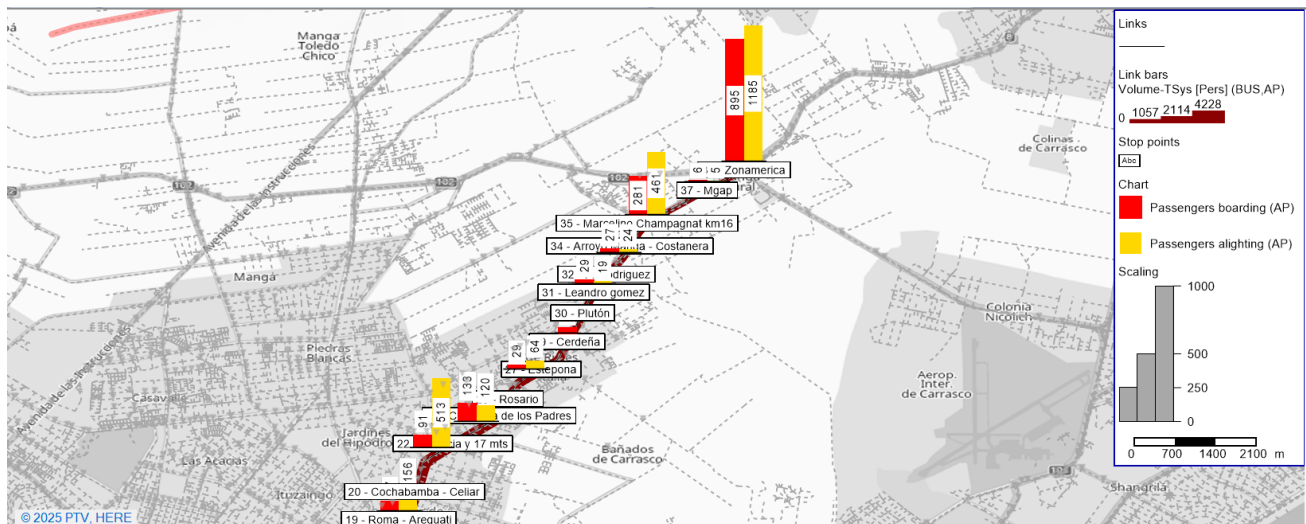 Manga
Toledo
Chico
8
895
1185
Colinas
de Carrasco
102
102
102
Zonamerica
6
5
37 - Mgap
281
461
35 - Marcelino Champagnat km16
Avenida de las Instrucciones
27
24
34 - Arroyo Manga - Costanera
Mangá
29
19
32
31 - Leandro gomez
30 - Plutón
Colonia
Nicolich
Cerdeña
Piedras
Blancas
29
64
27 - Estepona
Avenida de las Instrucciones
Aerop.
Inter.
de Carrasco
133
120
Rosario
Casavalle
de los Padres
91
513
Jardines
del Hipódromo
22
y 17 mts
Bañados
de Carrasco
Las Acacias
156
20 - Cochabamba - Celiar
Ituzaingó
101
Shangrilá
19 - Roma - Areguati
© 2025 PTV, HERE
Links
Link bars
Volume-TSys [Pers] (BUS,AP)
0 1057 2114 4228
Stop points
Abc
Chart
Passengers boarding (AP)
Passengers alighting (AP)
Scaling
1000
500
250
0
0 700 1400 2100 m